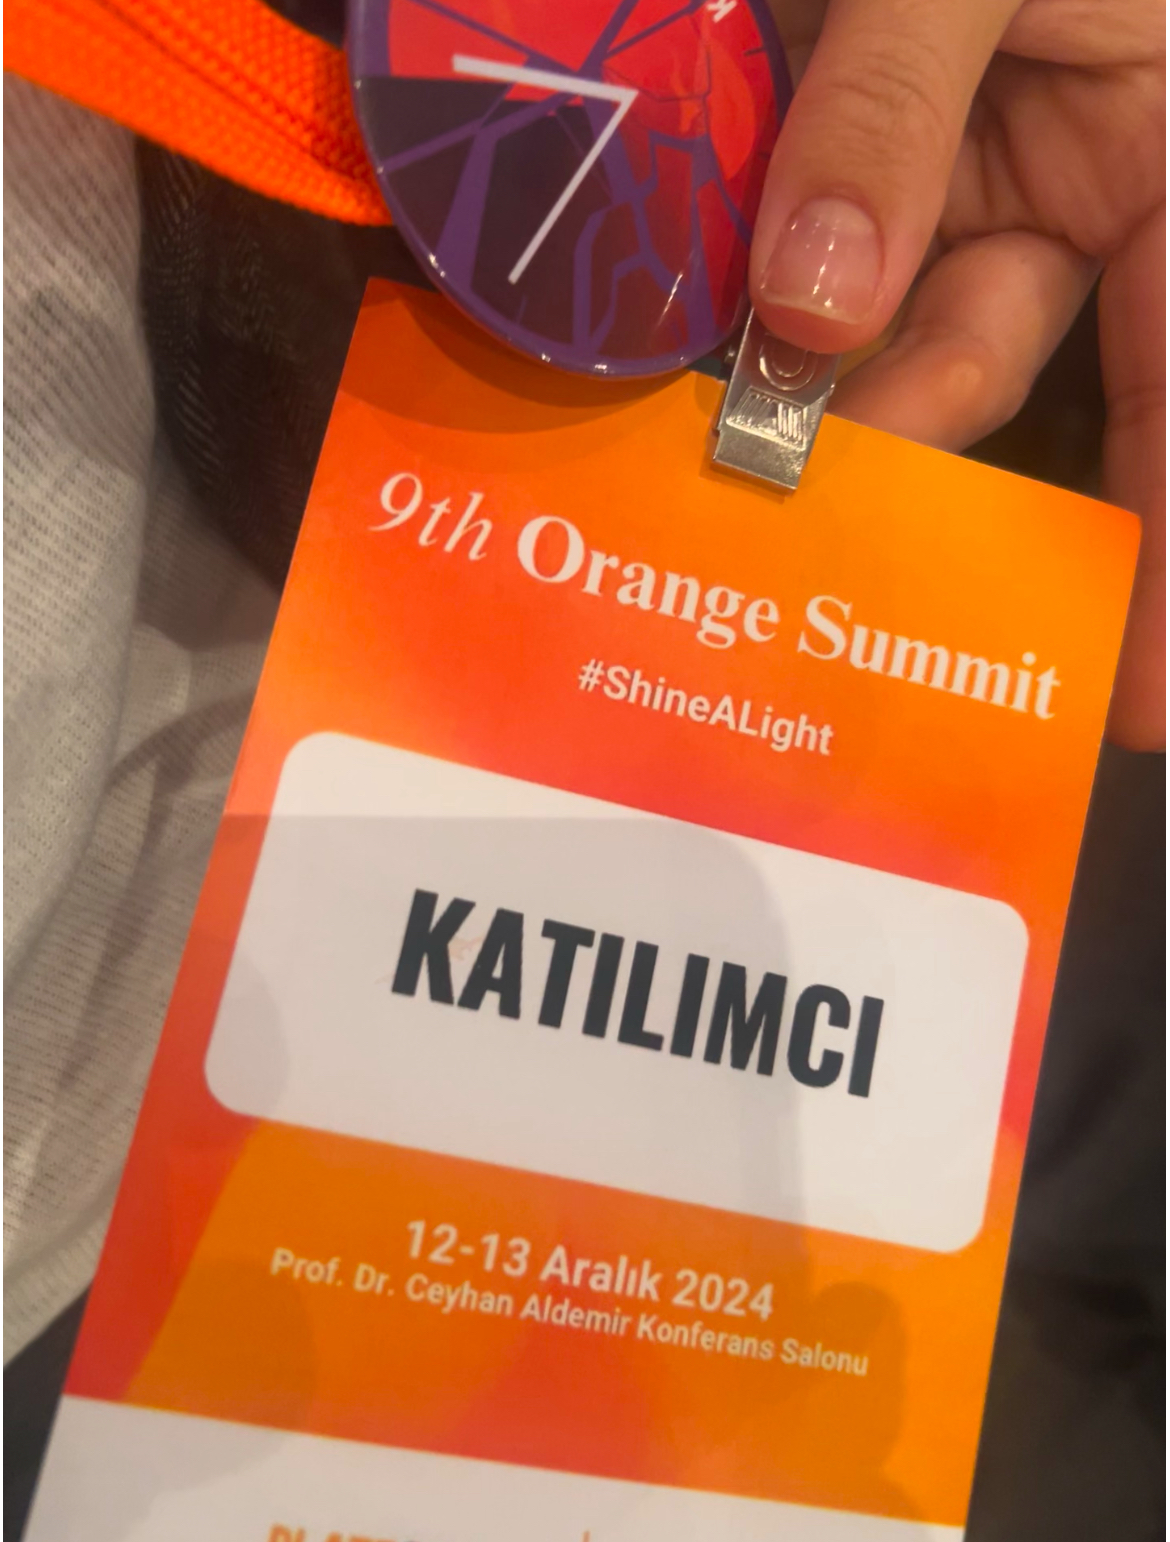 9th Orange Summit
#ShineALight
KATILIMCI
12-13 Aralık 2024
Prof. Dr. Ceyhan Aldemir Konferans Salonu